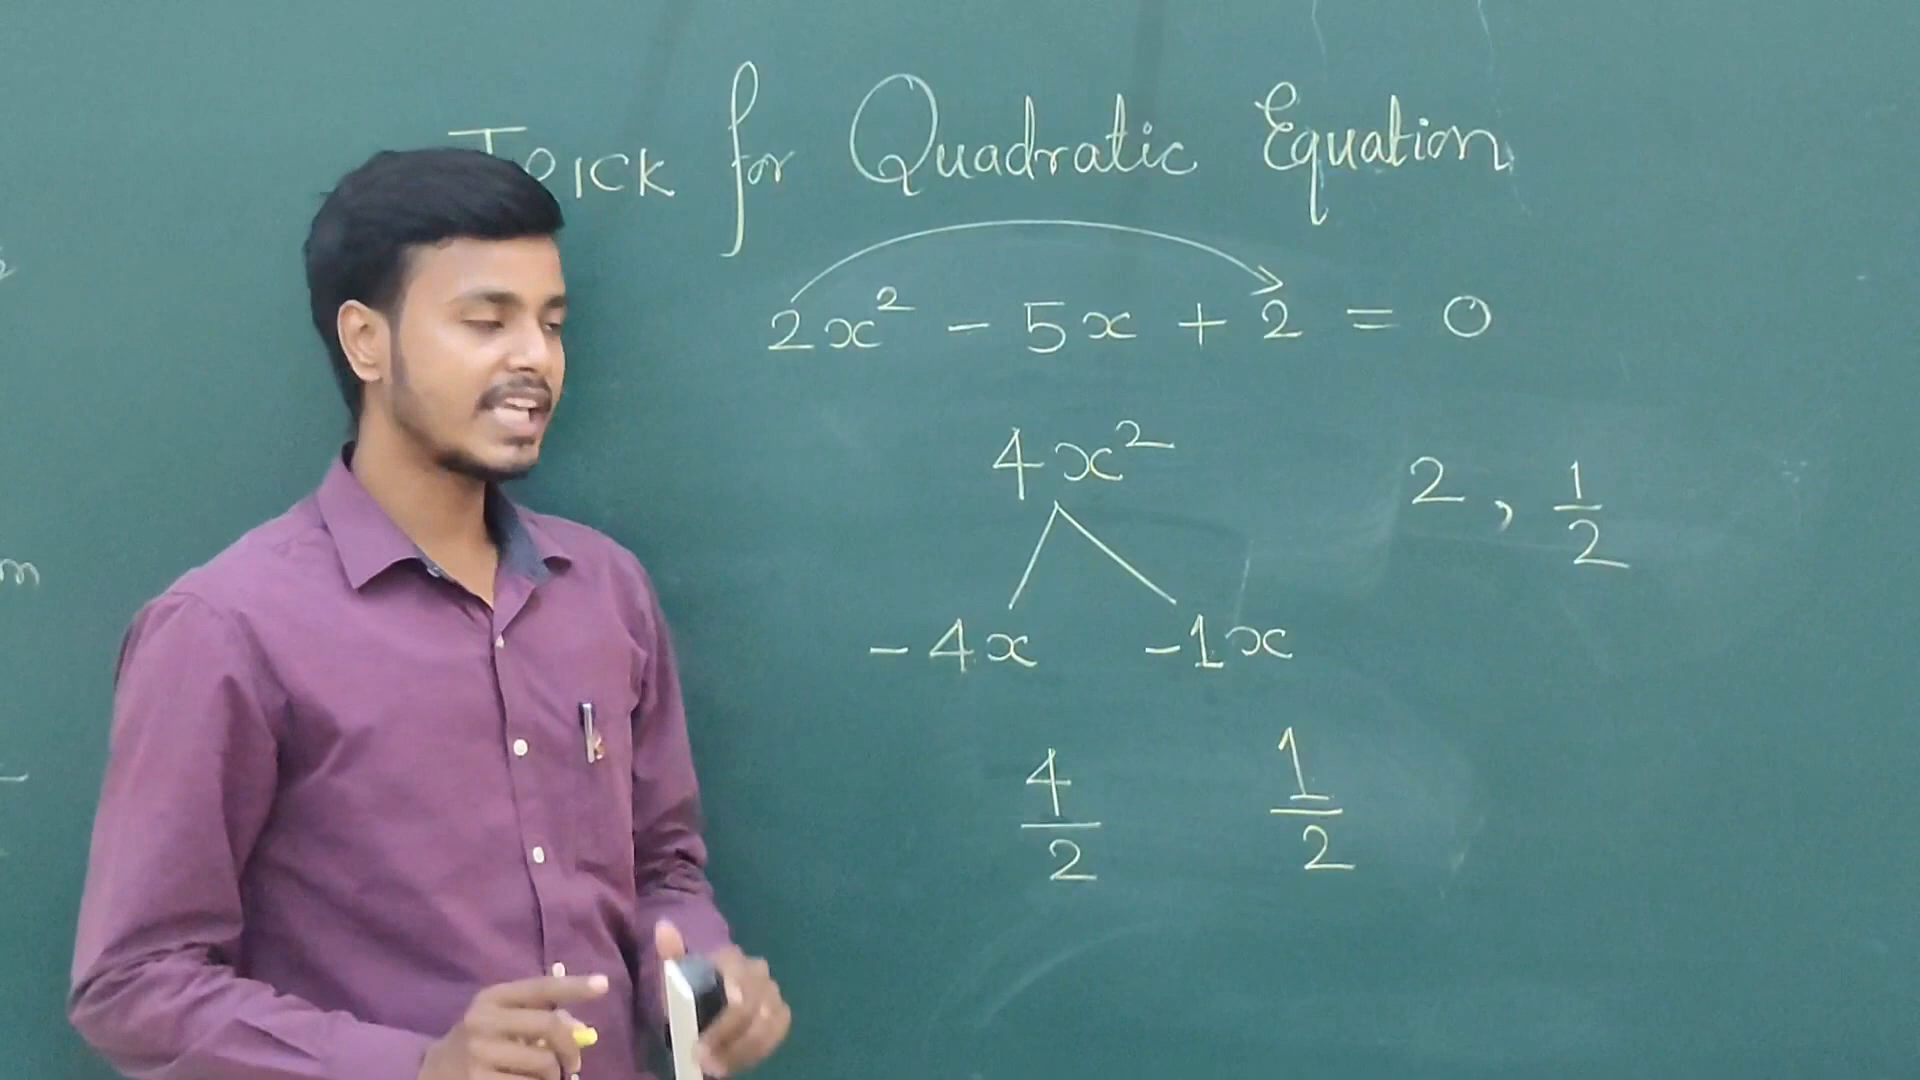 TRICK for Quadratic Equation
2x² - 5x + 2 = 0
4x²
2, 1/2
-4x -1x
4/2 1/2
m